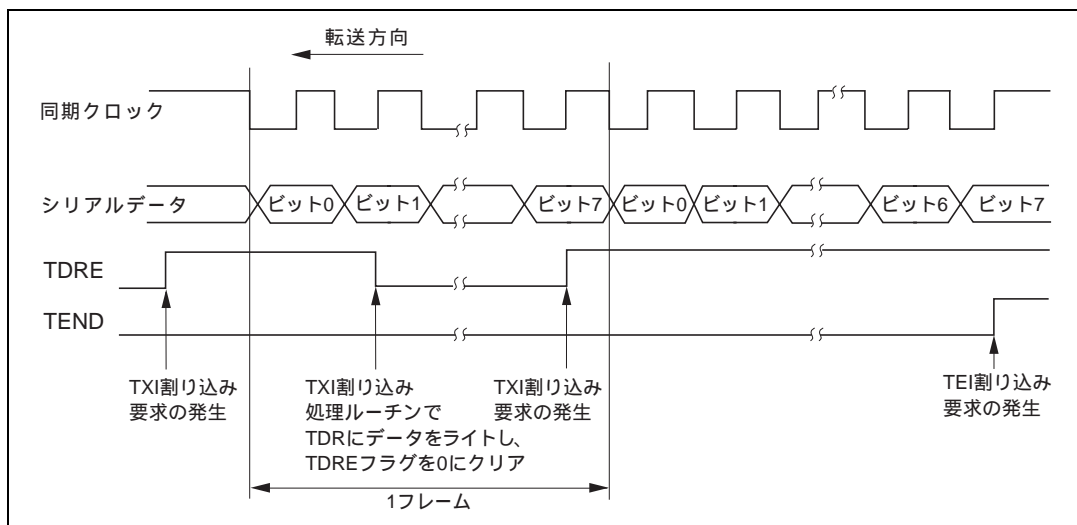 転送方向
同期クロック
シリアルデータ
ビット0
ビット1
ビット7
ビット0
ビット1
ビット6
ビット7
TDRE
TEND
TXI割り込み
要求の発生
TXI割り込み
処理ルーチンで
TDRにデータをライトし、
TDREフラグを0にクリア
TXI割り込み
要求の発生
TEI割り込み
要求の発生
1フレーム